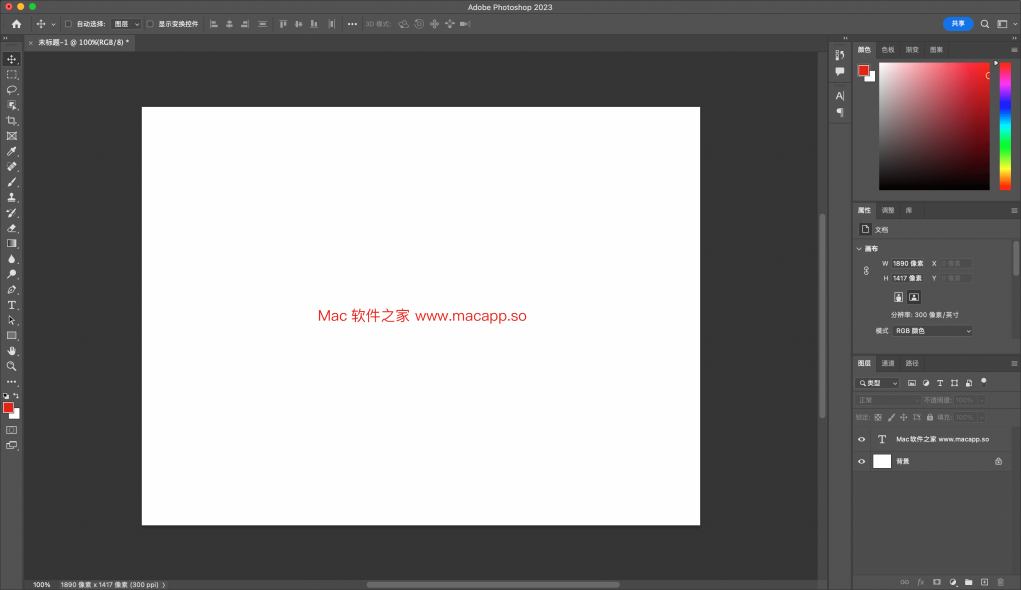 Adobe Photoshop 2023
自动选择: 图层 显示变换控件 3D 模式: 共享
× 未标题-1 @ 100%(RGB/8) *
颜色 色板 渐变 图案
属性 调整 库
文档
画布
W 1890 像素 X 0 像素
H 1417 像素 Y 0 像素
分辨率: 300 像素/英寸
模式 RGB 颜色
Mac 软件之家 www.macapp.so
图层 通道 路径
类型
正常 不透明度: 100%
锁定: 填充: 100%
Mac软件之家 www.macapp.so
背景
100% 1890 像素 x 1417 像素 (300 ppi)